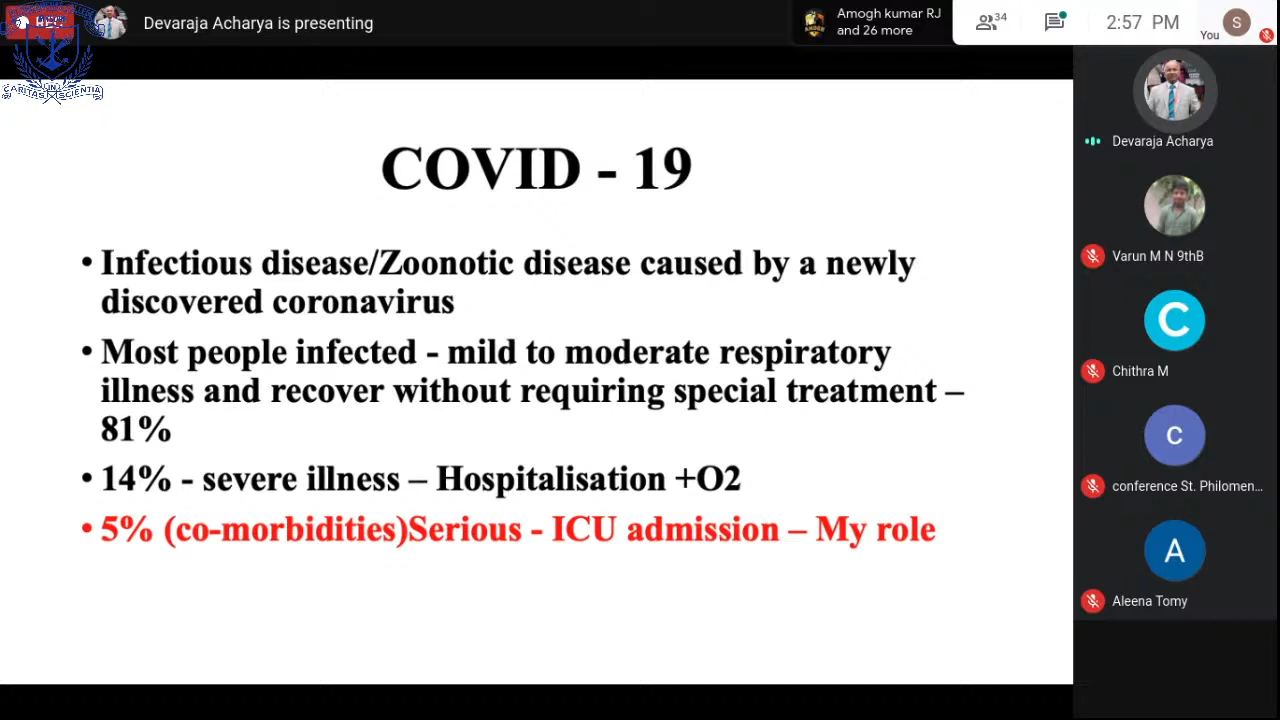 Devaraja Acharya is presenting
Amogh kumar RJ
and 26 more
34
2:57 PM
You
S
CARITAS SCIENTIA
COVID - 19
• Infectious disease/Zoonotic disease caused by a newly
discovered coronavirus
• Most people infected - mild to moderate respiratory
illness and recover without requiring special treatment –
81%
• 14% - severe illness – Hospitalisation +O2
• 5% (co-morbidities)Serious - ICU admission – My role
Devaraja Acharya
Varun M N 9thB
C
Chithra M
C
conference St. Philomen...
A
Aleena Tomy